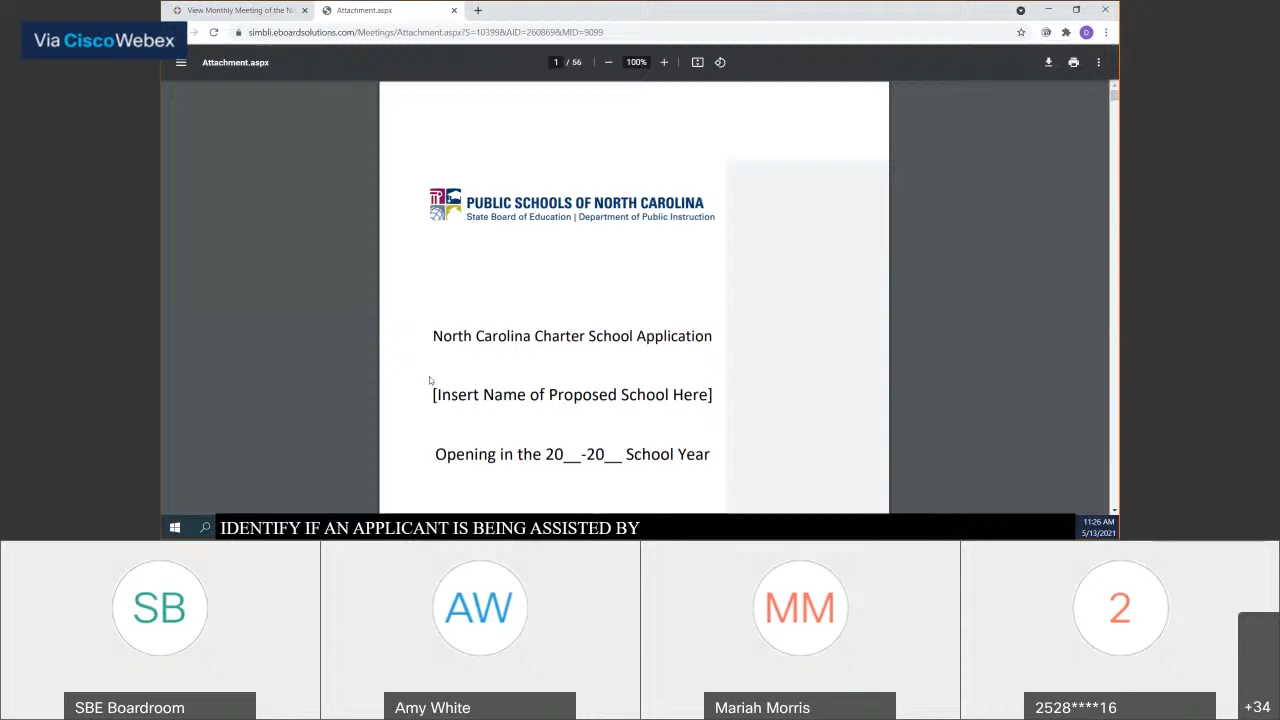 View Monthly Meeting of the No
Attachment.aspx
Via CiscoWebex
simbli.eboardsolutions.com/Meetings/Attachment.aspx?S=10399&AID=260869&MID=9099
D
Attachment.aspx
1 / 56
100%
PUBLIC SCHOOLS OF NORTH CAROLINA
State Board of Education | Department of Public Instruction
North Carolina Charter School Application
[Insert Name of Proposed School Here]
Opening in the 20__-20__ School Year
IDENTIFY IF AN APPLICANT IS BEING ASSISTED BY
11:26 AM
5/13/2021
SB
AW
MM
2
SBE Boardroom
Amy White
Mariah Morris
2528****16
+34